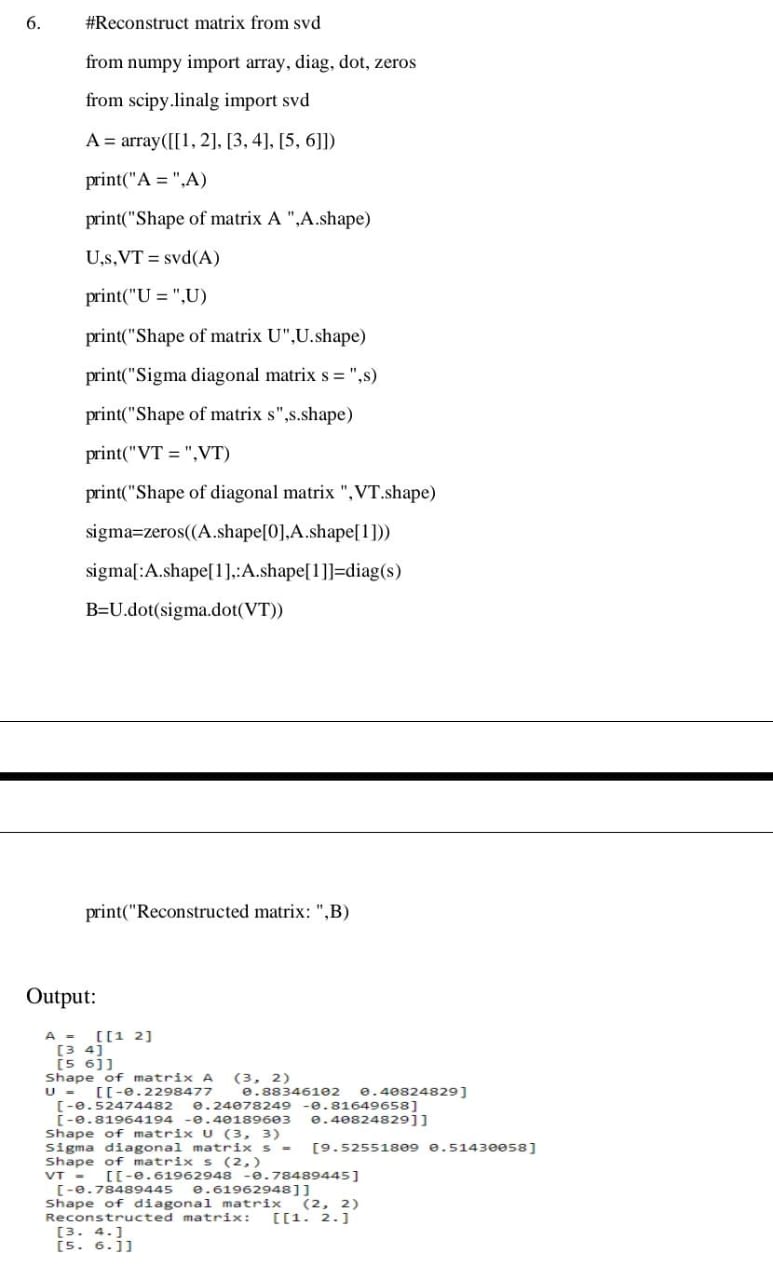 6. #Reconstruct matrix from svd
from numpy import array, diag, dot, zeros
from scipy.linalg import svd
A = array([[1, 2], [3, 4], [5, 6]])
print("A = ",A)
print("Shape of matrix A ",A.shape)
U,s,VT = svd(A)
print("U = ",U)
print("Shape of matrix U",U.shape)
print("Sigma diagonal matrix s = ",s)
print("Shape of matrix s",s.shape)
print("VT = ",VT)
print("Shape of diagonal matrix ",VT.shape)
sigma=zeros((A.shape[0],A.shape[1]))
sigma[:A.shape[1],:A.shape[1]]=diag(s)
B=U.dot(sigma.dot(VT))
print("Reconstructed matrix: ",B)
Output:
A = [[1 2]
[3 4]
[5 6]]
Shape of matrix A (3, 2)
U = [[-0.2298477 0.88346102 0.40824829]
[-0.52474482 0.24078249 -0.81649658]
[-0.81964194 -0.40189603 0.40824829]]
Shape of matrix U (3, 3)
Sigma diagonal matrix s = [9.52551809 0.51430058]
Shape of matrix s (2,)
VT = [[-0.61962948 -0.78489445]
[-0.78489445 0.61962948]]
Shape of diagonal matrix (2, 2)
Reconstructed matrix: [[1. 2.]
[3. 4.]
[5. 6.]]